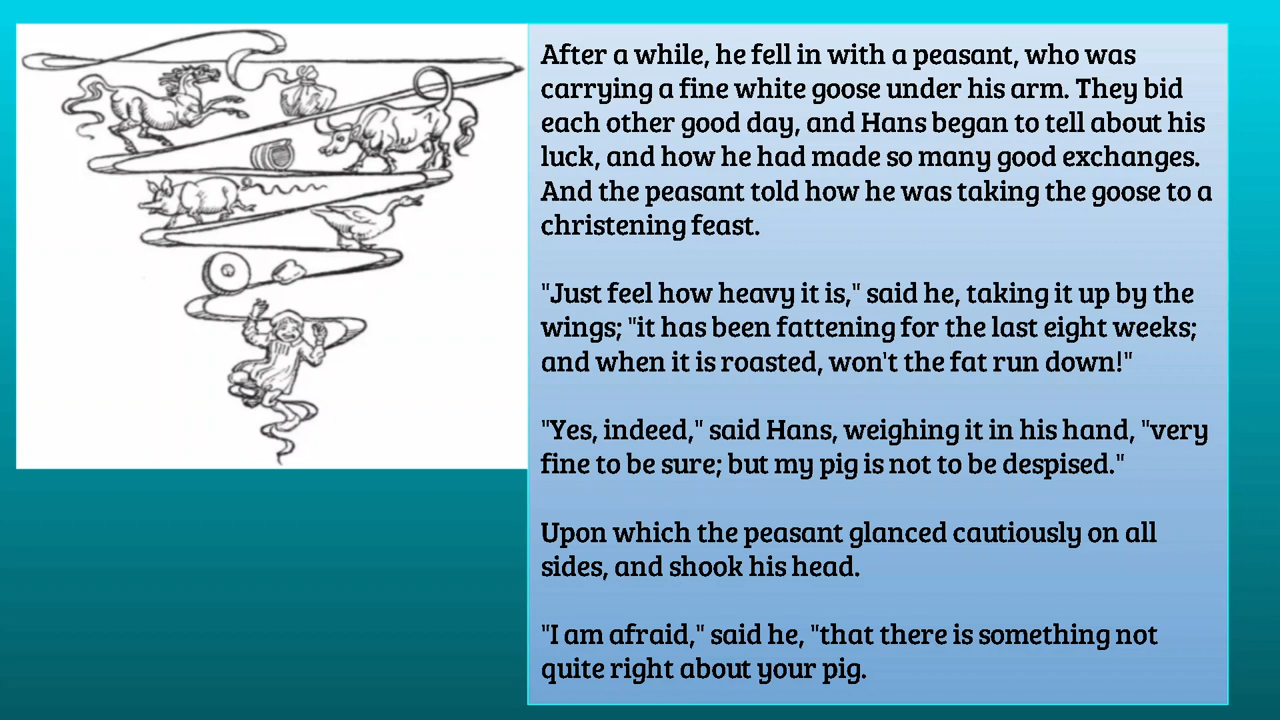 After a while, he fell in with a peasant, who was
carrying a fine white goose under his arm. They bid
each other good day, and Hans began to tell about his
luck, and how he had made so many good exchanges.
And the peasant told how he was taking the goose to a
christening feast.
"Just feel how heavy it is," said he, taking it up by the
wings; "it has been fattening for the last eight weeks;
and when it is roasted, won't the fat run down!"
"Yes, indeed," said Hans, weighing it in his hand, "very
fine to be sure; but my pig is not to be despised."
Upon which the peasant glanced cautiously on all
sides, and shook his head.
"I am afraid," said he, "that there is something not
quite right about your pig.